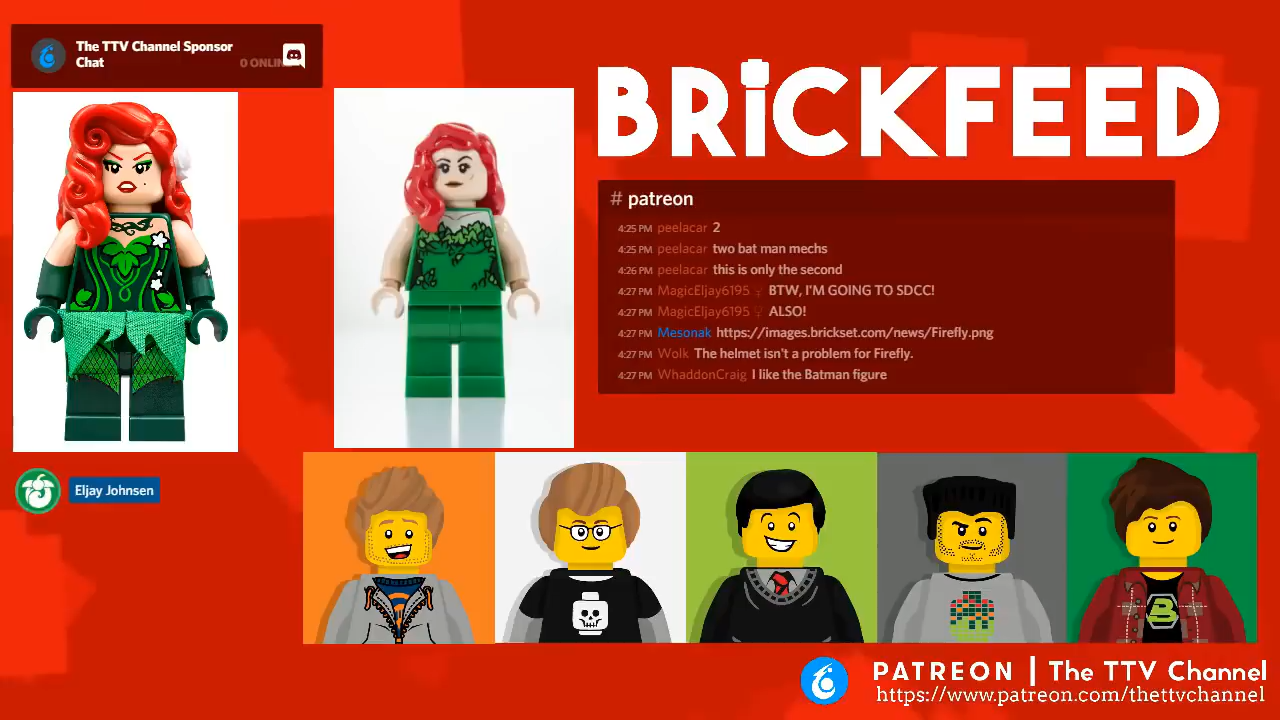 The TTV Channel Sponsor
Chat
BRiCKFEED
# patreon
4:25 PM peelacar 2
4:25 PM peelacar two bat man mechs
4:26 PM peelacar this is only the second
4:27 PM MagicEljay6195 BTW, I'M GOING TO SDCC!
4:27 PM MagicEljay6195 ALSO!
4:27 PM Mesonak https://images.brickset.com/news/Firefly.png
4:27 PM Wolk The helmet isn't a problem for Firefly.
4:27 PM WhaddonCraig I like the Batman figure
Eljay Johnsen
B
PATREON | The TTV Channel
https://www.patreon.com/thettvchannel